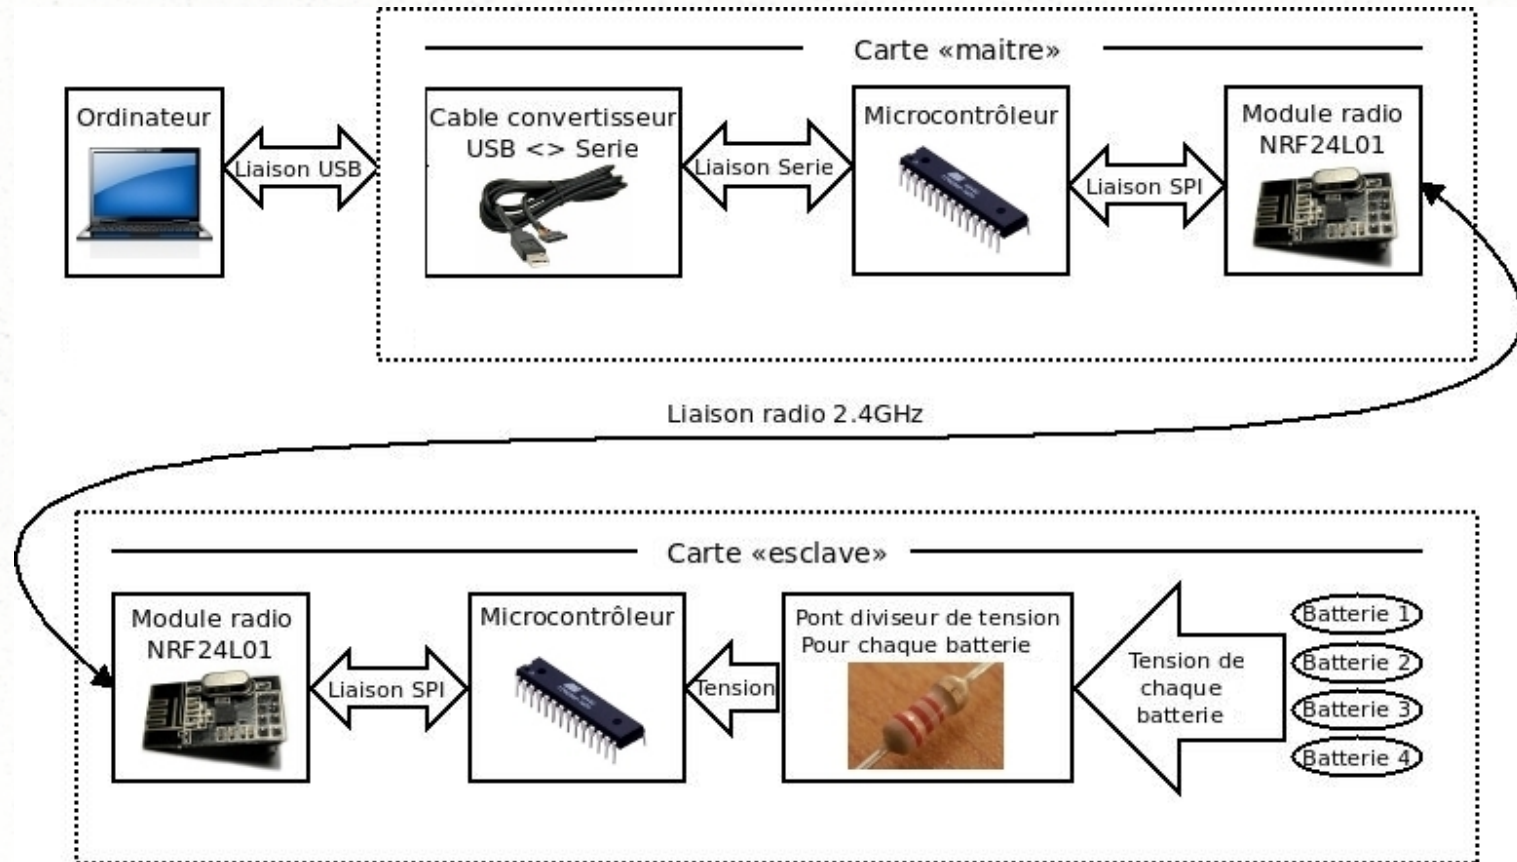 Carte «maitre»
Ordinateur
Liaison USB
Cable convertisseur
USB <> Serie
Liaison Serie
Microcontrôleur
Liaison SPI
Module radio
NRF24L01
Liaison radio 2.4GHz
Carte «esclave»
Module radio
NRF24L01
Liaison SPI
Microcontrôleur
Tension
Pont diviseur de tension
Pour chaque batterie
Tension de
chaque
batterie
Batterie 1
Batterie 2
Batterie 3
Batterie 4